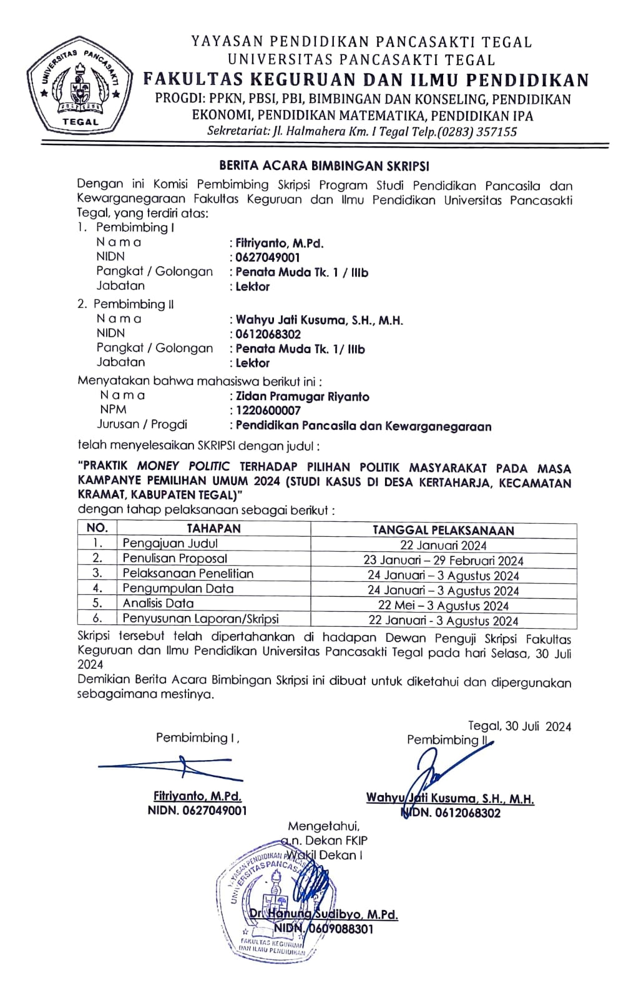 UNIVERSITAS PANCASAKTI
TEGAL
YAYASAN PENDIDIKAN PANCASAKTI TEGAL
UNIVERSITAS PANCASAKTI TEGAL
FAKULTAS KEGURUAN DAN ILMU PENDIDIKAN
PROGDI: PPKN, PBSI, PBI, BIMBINGAN DAN KONSELING, PENDIDIKAN
EKONOMI, PENDIDIKAN MATEMATIKA, PENDIDIKAN IPA
Sekretariat: Jl. Halmahera Km. I Tegal Telp.(0283) 357155
BERITA ACARA BIMBINGAN SKRIPSI
Dengan ini Komisi Pembimbing Skripsi Program Studi Pendidikan Pancasila dan
Kewarganegaraan Fakultas Keguruan dan Ilmu Pendidikan Universitas Pancasakti
Tegal, yang terdiri atas:
1. Pembimbing I
N a m a : Fitriyanto, M.Pd.
NIDN : 0627049001
Pangkat / Golongan : Penata Muda Tk. 1 / IIIb
Jabatan : Lektor
2. Pembimbing II
N a m a : Wahyu Jati Kusuma, S.H., M.H.
NIDN : 0612068302
Pangkat / Golongan : Penata Muda Tk. 1/ IIIb
Jabatan : Lektor
Menyatakan bahwa mahasiswa berikut ini :
N a m a : Zidan Pramugar Riyanto
NPM : 1220600007
Jurusan / Progdi : Pendidikan Pancasila dan Kewarganegaraan
telah menyelesaikan SKRIPSI dengan judul :
"PRAKTIK MONEY POLITIC TERHADAP PILIHAN POLITIK MASYARAKAT PADA MASA
KAMPANYE PEMILIHAN UMUM 2024 (STUDI KASUS DI DESA KERTAHARJA, KECAMATAN
KRAMAT, KABUPATEN TEGAL)"
dengan tahap pelaksanaan sebagai berikut :
NO. TAHAPAN TANGGAL PELAKSANAAN
1. Pengajuan Judul 22 Januari 2024
2. Penulisan Proposal 23 Januari – 29 Februari 2024
3. Pelaksanaan Penelitian 24 Januari – 3 Agustus 2024
4. Pengumpulan Data 24 Januari – 3 Agustus 2024
5. Analisis Data 22 Mei – 3 Agustus 2024
6. Penyusunan Laporan/Skripsi 22 Januari - 3 Agustus 2024
Skripsi tersebut telah dipertahankan di hadapan Dewan Penguji Skripsi Fakultas
Keguruan dan Ilmu Pendidikan Universitas Pancasakti Tegal pada hari Selasa, 30 Juli
2024
Demikian Berita Acara Bimbingan Skripsi ini dibuat untuk diketahui dan dipergunakan
sebagaimana mestinya.
Tegal, 30 Juli 2024
Pembimbing I , Pembimbing II
Fitriyanto, M.Pd. Wahyu Jati Kusuma, S.H., M.H.
NIDN. 0627049001 NIDN. 0612068302
Mengetahui,
a.n. Dekan FKIP
Wakil Dekan I
YAYASAN PENDIDIKAN
UNIVERSITAS PANCASAKTI
Dr. Hanung Sudibyo, M.Pd.
NIDN. 0609088301
FAKULTAS KEGURUAN
DAN ILMU PENDIDIKAN